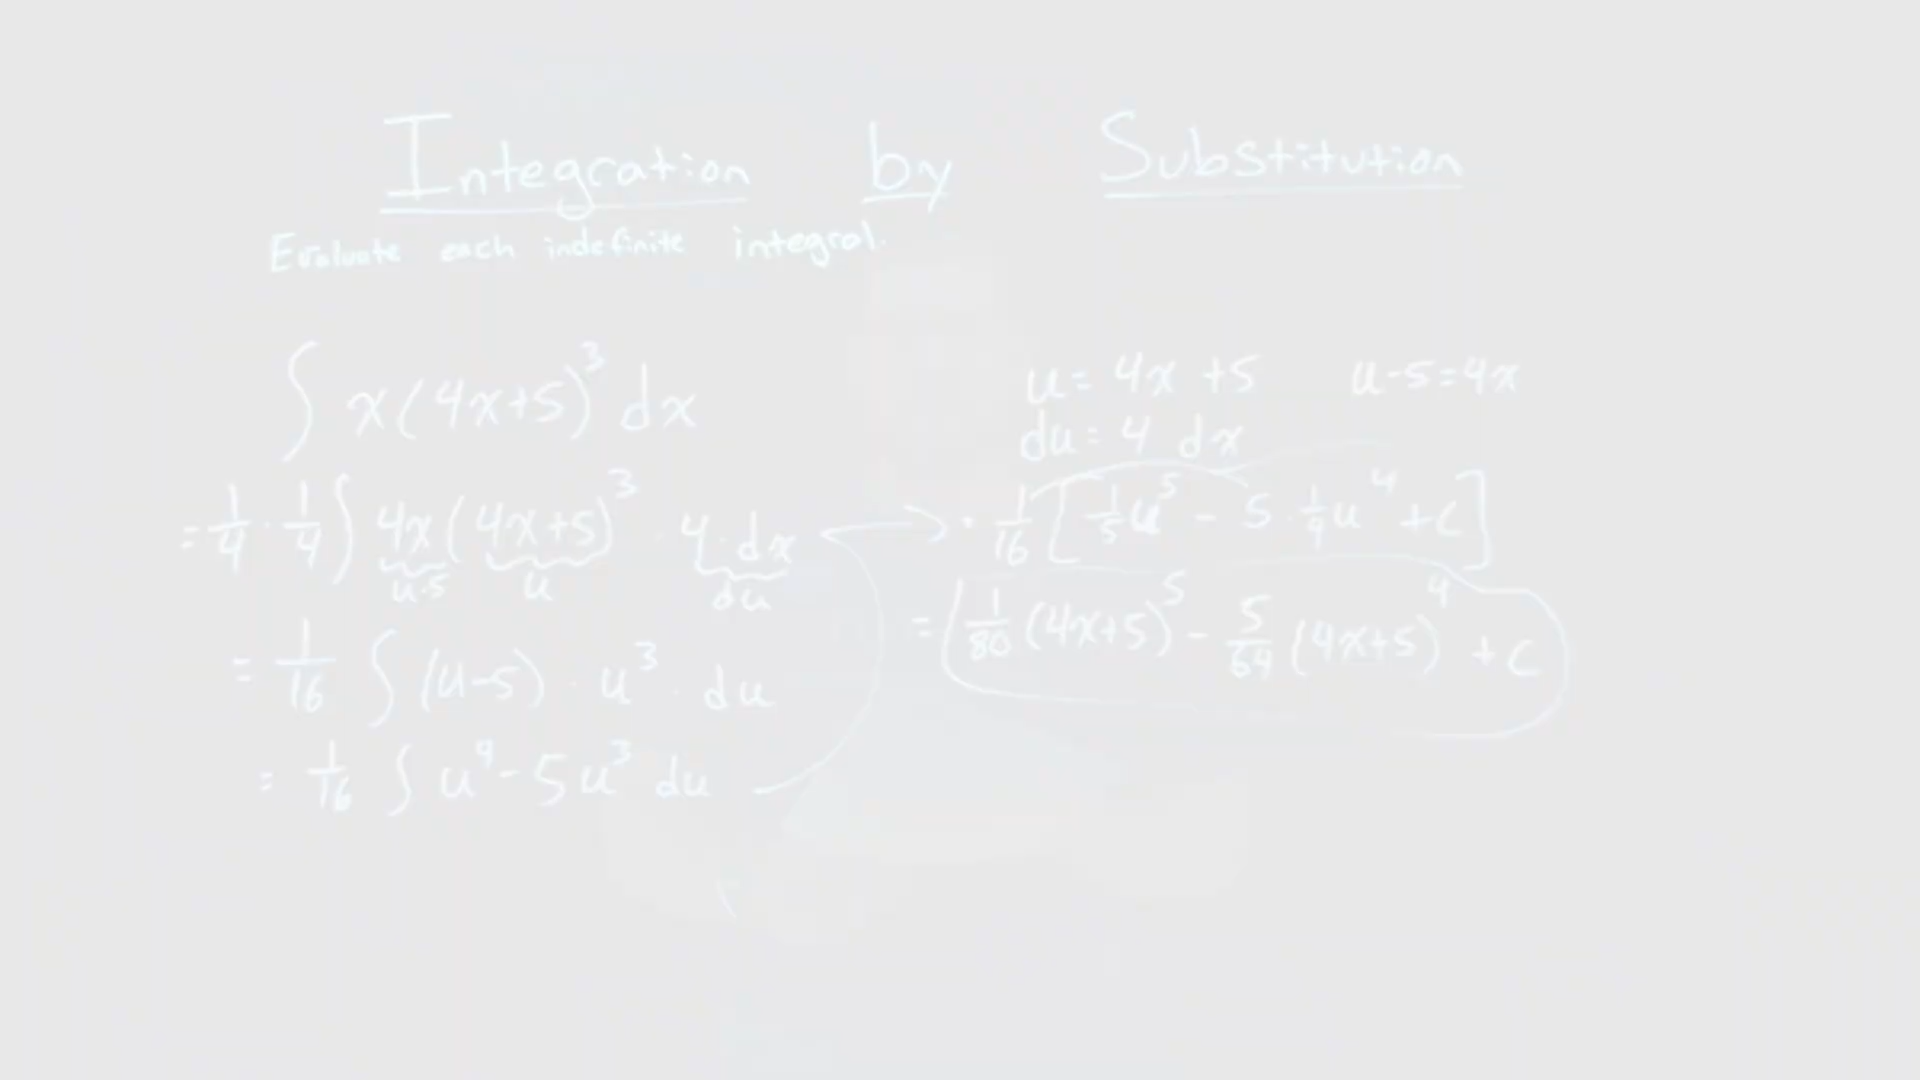 Integration by Substitution
Evaluate each indefinite integral.
∫ x(4x+5)³ dx
= 1/4 · 1/4 ∫ 4x(4x+5)³ · 4 · dx
u-5 u du
= 1/16 ∫ (u-5) · u³ · du
= 1/16 ∫ u⁴ - 5u³ du
u = 4x + 5 u-5=4x
du = 4 dx
· 1/16 [1/5 u⁵ - 5 · 1/4 u⁴ + C]
= 1/80 (4x+5)⁵ - 5/64 (4x+5)⁴ + C